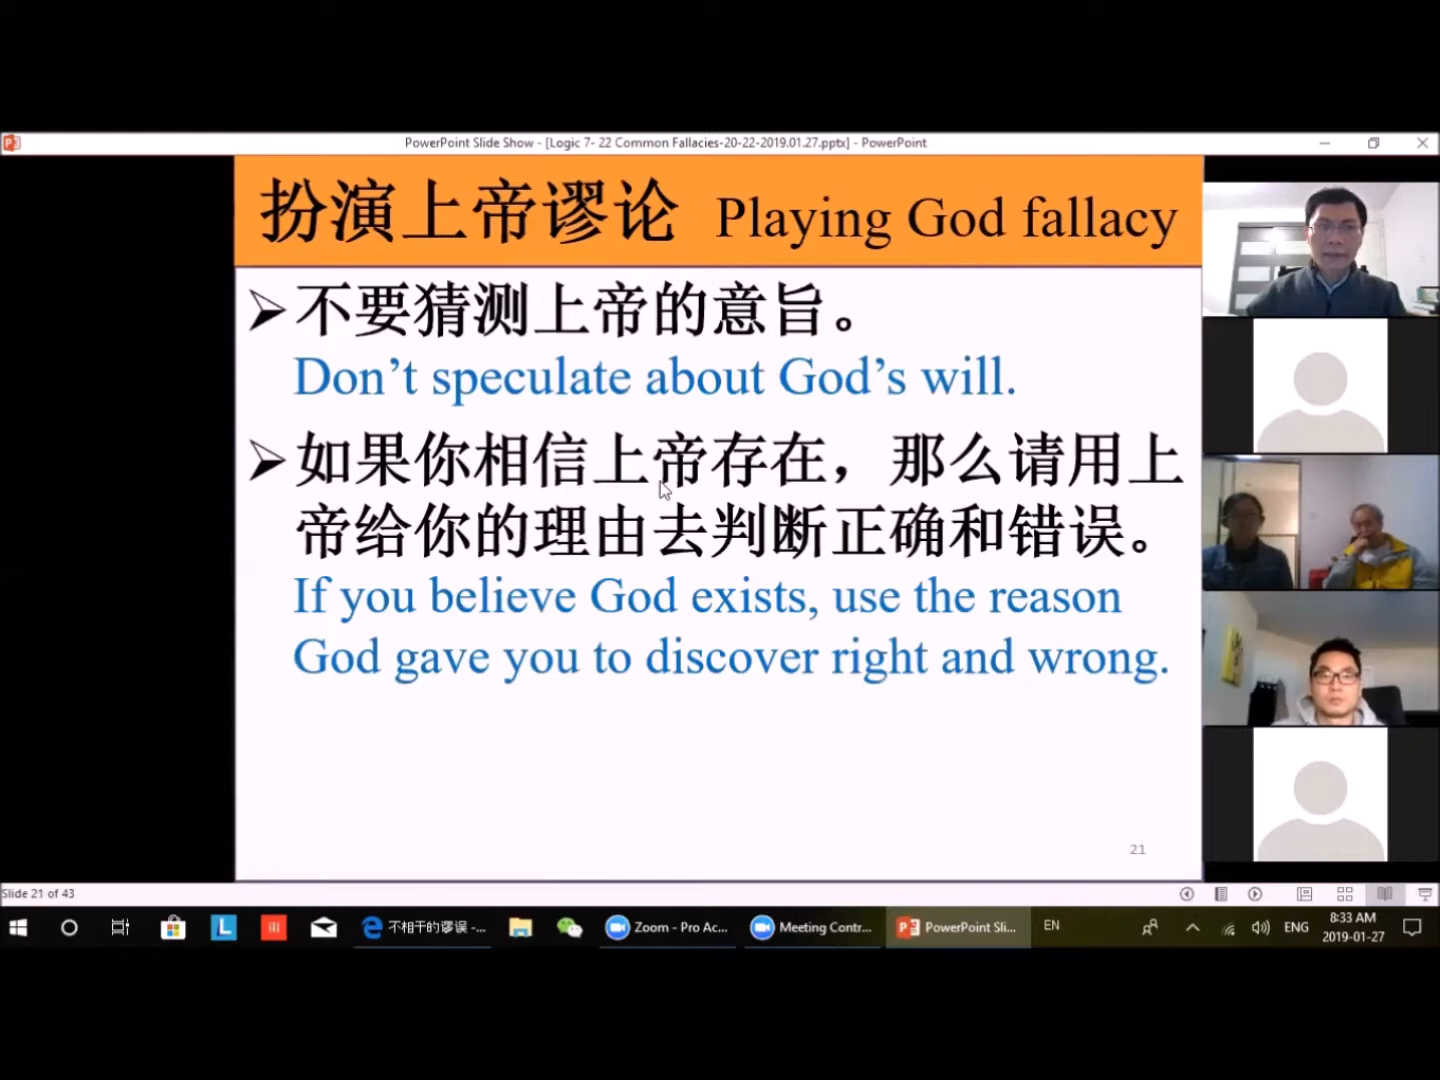 PowerPoint Slide Show - [Logic 7- 22 Common Fallacies-20-22-2019.01.27.pptx] - PowerPoint
扮演上帝谬论 Playing God fallacy
不要猜测上帝的意旨。
Don’t speculate about God’s will.
如果你相信上帝存在，那么请用上
帝给你的理由去判断正确和错误。
If you believe God exists, use the reason
God gave you to discover right and wrong.
21
Slide 21 of 43
不相干的谬误 -...
Zoom - Pro Ac...
Meeting Contr...
PowerPoint Sli...
EN
ENG
8:33 AM
2019-01-27